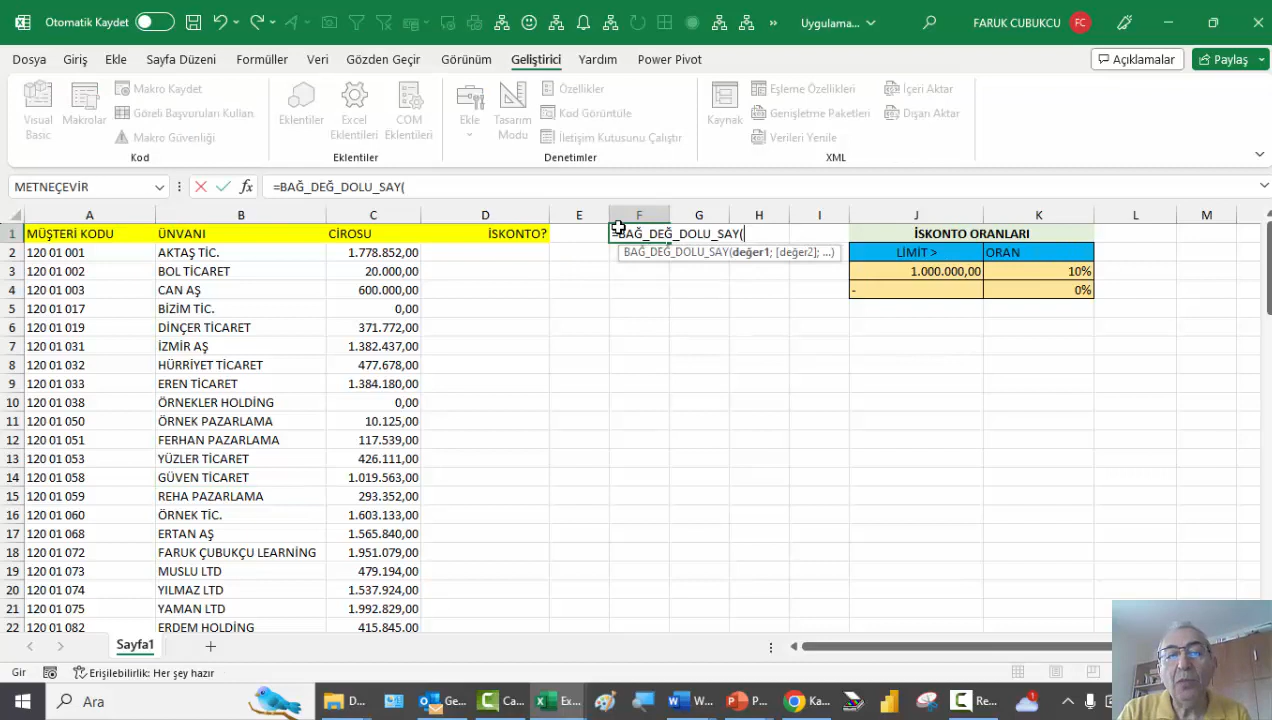 Otomatik Kaydet
Uygulama...
FARUK CUBUKCU FC
Dosya Giriş Ekle Sayfa Düzeni Formüller Veri Gözden Geçir Görünüm Geliştirici Yardım Power Pivot Açıklamalar Paylaş
Visual Basic
Makrolar
Makro Kaydet
Göreli Başvuruları Kullan
Makro Güvenliği
Kod
Eklentiler
Excel Eklentileri
COM Eklentileri
Eklentiler
Ekle
Tasarım Modu
Özellikler
Kod Görüntüle
İletişim Kutusunu Çalıştır
Denetimler
Kaynak
Eşleme Özellikleri
Genişletme Paketleri
Verileri Yenile
İçeri Aktar
Dışarı Aktar
XML
METNEÇEVİR fx =BAĞ_DEĞ_DOLU_SAY(
A B C D E F G H I J K L M
1 MÜŞTERİ KODU ÜNVANI CİROSU İSKONTO? =BAĞ_DEĞ_DOLU_SAY( İSKONTO ORANLARI
BAĞ_DEĞ_DOLU_SAY(değer1; [değer2]; ...)
2 120 01 001 AKTAŞ TİC. 1.778.852,00 LİMİT > ORAN
3 120 01 002 BOL TİCARET 20.000,00 1.000.000,00 10%
4 120 01 003 CAN AŞ 600.000,00 - 0%
5 120 01 017 BİZİM TİC. 0,00
6 120 01 019 DİNÇER TİCARET 371.772,00
7 120 01 031 İZMİR AŞ 1.382.437,00
8 120 01 032 HÜRRİYET TİCARET 477.678,00
9 120 01 033 EREN TİCARET 1.384.180,00
10 120 01 038 ÖRNEKLER HOLDİNG 0,00
11 120 01 050 ÖRNEK PAZARLAMA 10.125,00
12 120 01 051 FERHAN PAZARLAMA 117.539,00
13 120 01 053 YÜZLER TİCARET 426.111,00
14 120 01 058 GÜVEN TİCARET 1.019.563,00
15 120 01 059 REHA PAZARLAMA 293.352,00
16 120 01 060 ÖRNEK TİC. 1.603.133,00
17 120 01 068 ERTAN AŞ 1.565.840,00
18 120 01 072 FARUK ÇUBUKÇU LEARNİNG 1.951.079,00
19 120 01 073 MUSLU LTD 479.194,00
20 120 01 074 YILMAZ LTD 1.537.924,00
21 120 01 075 YAMAN LTD 1.992.829,00
22 120 01 082 ERDEM HOLDİNG 415.845,00
Sayfa1
Gir Erişilebilirlik: Her şey hazır
Ara D... Ge... Ca... Ex... W... P... Ka... Re...